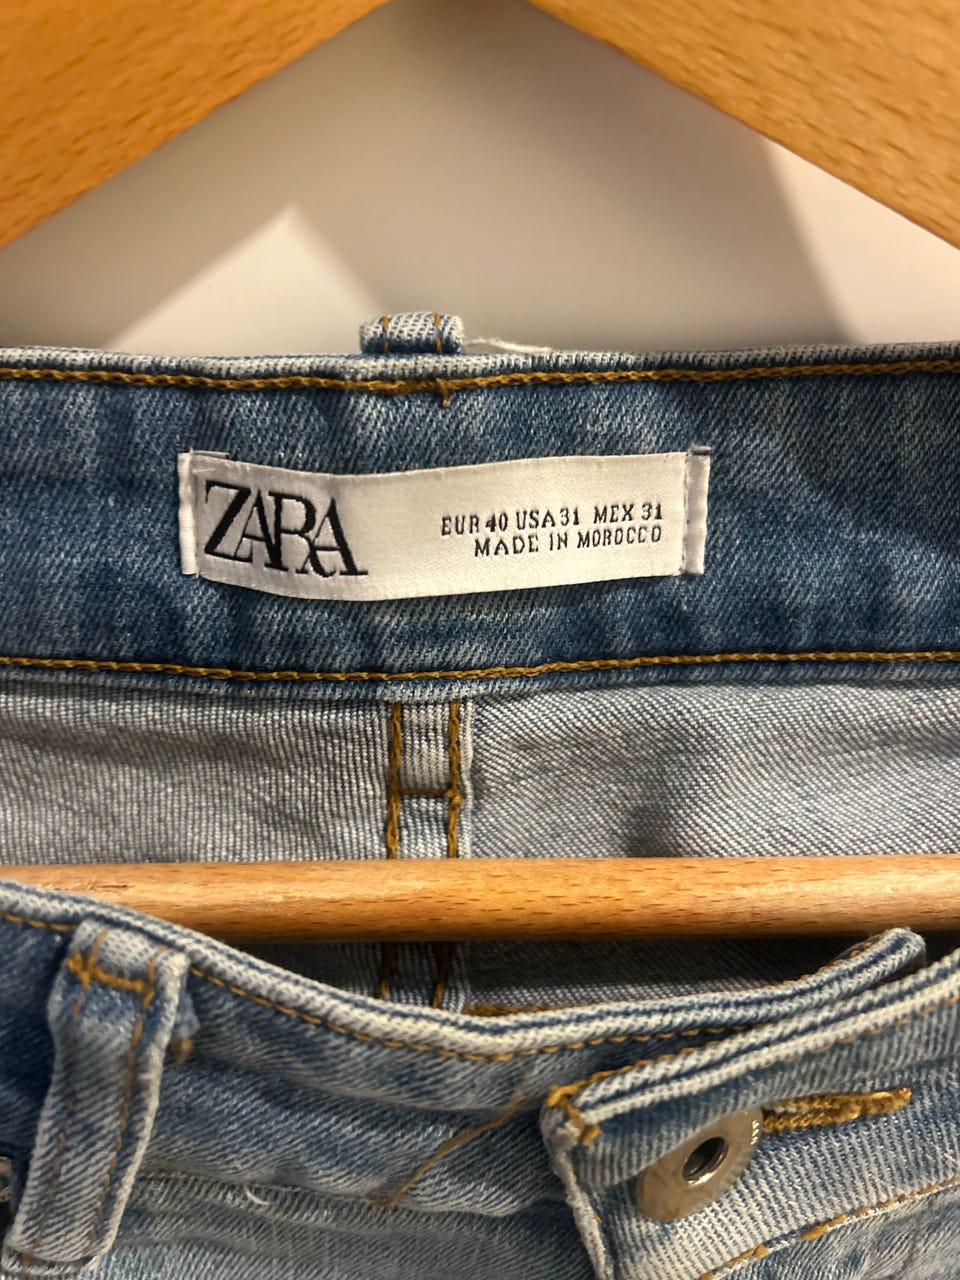 ZARA
EUR 40 USA 31 MEX 31
MADE IN MOROCCO